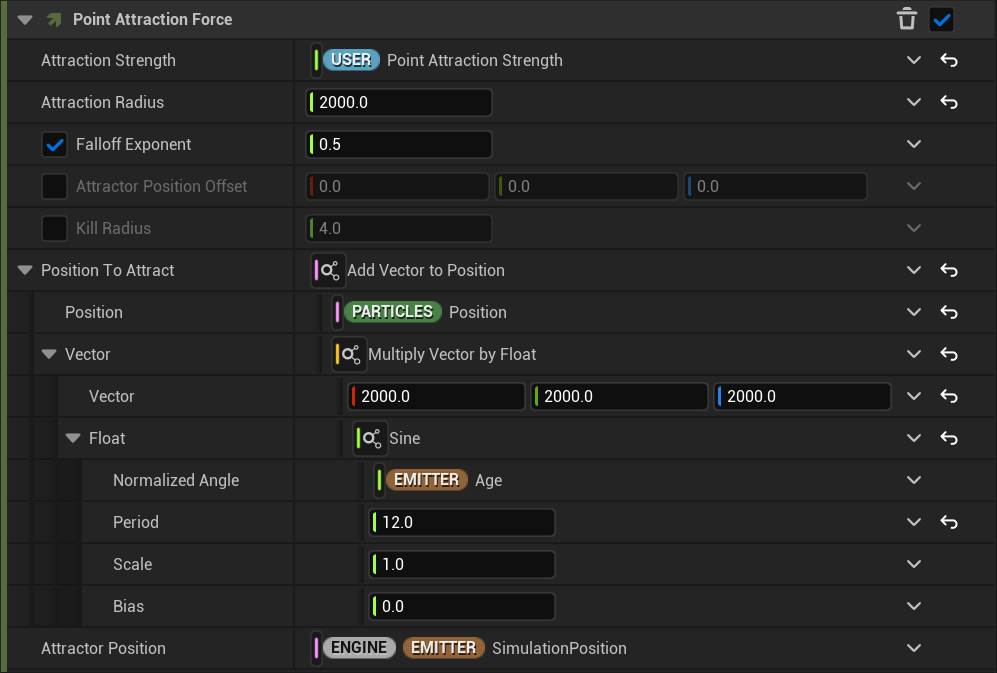 Point Attraction Force
Attraction Strength USER Point Attraction Strength
Attraction Radius 2000.0
Falloff Exponent 0.5
Attractor Position Offset 0.0 0.0 0.0
Kill Radius 4.0
Position To Attract Add Vector to Position
Position PARTICLES Position
Vector Multiply Vector by Float
Vector 2000.0 2000.0 2000.0
Float Sine
Normalized Angle EMITTER Age
Period 12.0
Scale 1.0
Bias 0.0
Attractor Position ENGINE EMITTER SimulationPosition